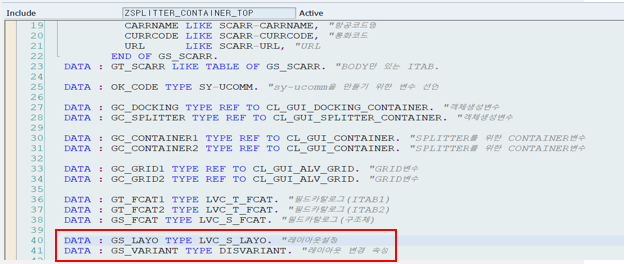 Include ZSPLITTER_CONTAINER_TOP Active
19 CARRNAME LIKE SCARR-CARRNAME, "항공코드명
20 CURRCODE LIKE SCARR-CURRCODE, "통화코드
21 URL LIKE SCARR-URL, "URL
22 END OF GS_SCARR.
23 DATA : GT_SCARR LIKE TABLE OF GS_SCARR. "BODY만 있는 ITAB.
24
25 DATA : OK_CODE TYPE SY-UCOMM. "sy-ucomm을 만들기 위한 변수 선언
26
27 DATA : GC_DOCKING TYPE REF TO CL_GUI_DOCKING_CONTAINER. "객체생성변수
28 DATA : GC_SPLITTER TYPE REF TO CL_GUI_SPLITTER_CONTAINER. "객체생성변수
29
30 DATA : GC_CONTAINER1 TYPE REF TO CL_GUI_CONTAINER. "SPLITTER를 위한 CONTAINER변수
31 DATA : GC_CONTAINER2 TYPE REF TO CL_GUI_CONTAINER. "SPLITTER를 위한 CONTAINER변수
32
33 DATA : GC_GRID1 TYPE REF TO CL_GUI_ALV_GRID. "GRID변수
34 DATA : GC_GRID2 TYPE REF TO CL_GUI_ALV_GRID. "GRID변수
35
36 DATA : GT_FCAT1 TYPE LVC_T_FCAT. "필드카탈로그(ITAB1)
37 DATA : GT_FCAT2 TYPE LVC_T_FCAT. "필드카탈로그(ITAB2)
38 DATA : GS_FCAT TYPE LVC_S_FCAT. "필드카탈로그(구조체)
39
40 DATA : GS_LAYO TYPE LVC_S_LAYO. "레이아웃설정
41 DATA : GS_VARIANT TYPE DISVARIANT. "레이아웃 변경 속성